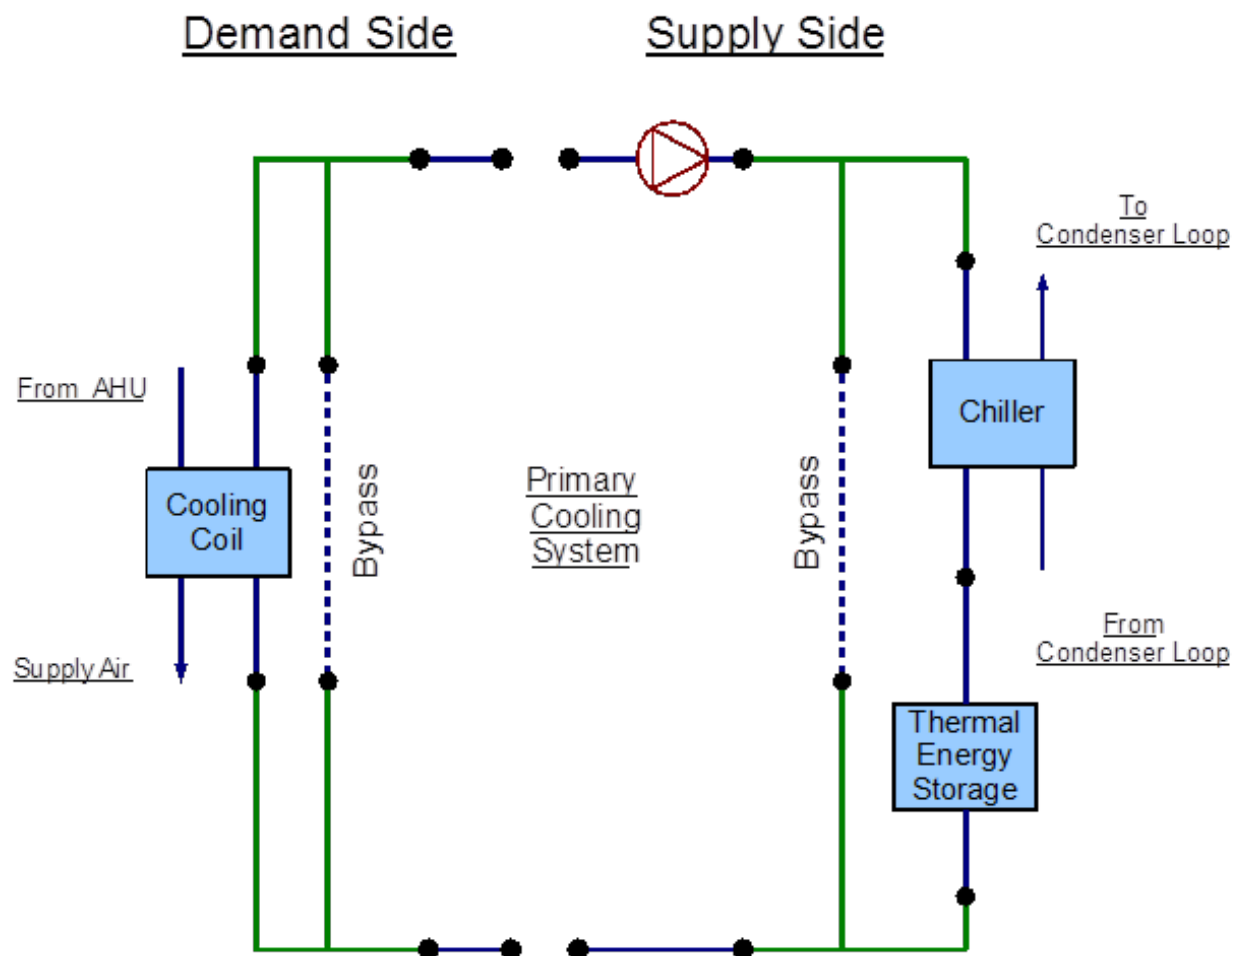 Demand Side
Supply Side
To
Condenser Loop
From AHU
Chiller
Cooling
Coil
Bypass
Primary
Cooling
System
Bypass
Supply Air
From
Condenser Loop
Thermal
Energy
Storage